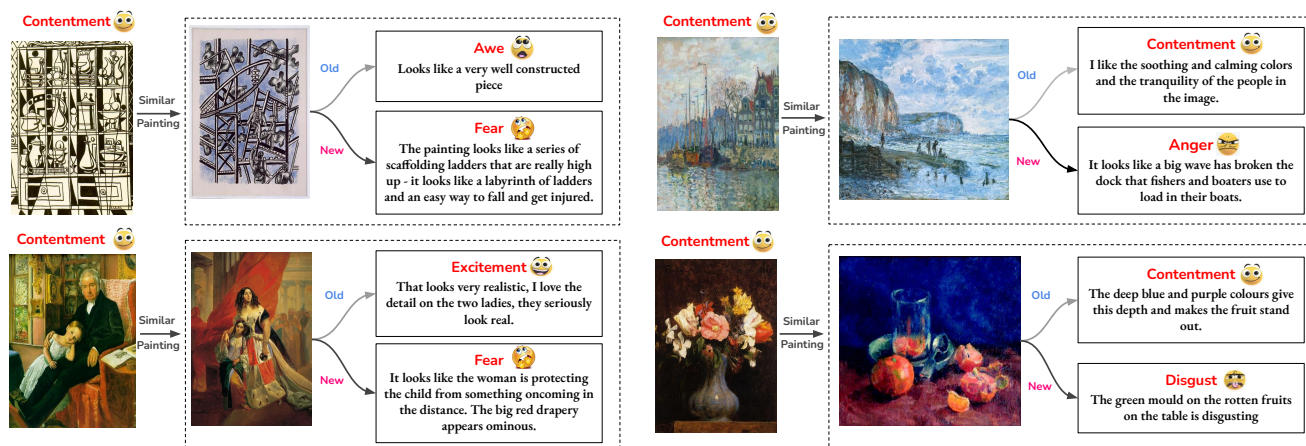 Contentment
Similar
Painting
Old
New
Awe
Looks like a very well constructed
piece
Fear
The painting looks like a series of
scaffolding ladders that are really high
up - it looks like a labyrinth of ladders
and an easy way to fall and get injured.
Contentment
Similar
Painting
Old
New
Contentment
I like the soothing and calming colors
and the tranquility of the people in
the image.
Anger
It looks like a big wave has broken the
dock that fishers and boaters use to
load in their boats.
Contentment
Similar
Painting
Old
New
Excitement
That looks very realistic, I love the
detail on the two ladies, they seriously
look real.
Fear
It looks like the woman is protecting
the child from something oncoming in
the distance. The big red drapery
appears ominous.
Contentment
Similar
Painting
Old
New
Contentment
The deep blue and purple colours give
this depth and makes the fruit stand
out.
Disgust
The green mould on the rotten fruits
on the table is disgusting